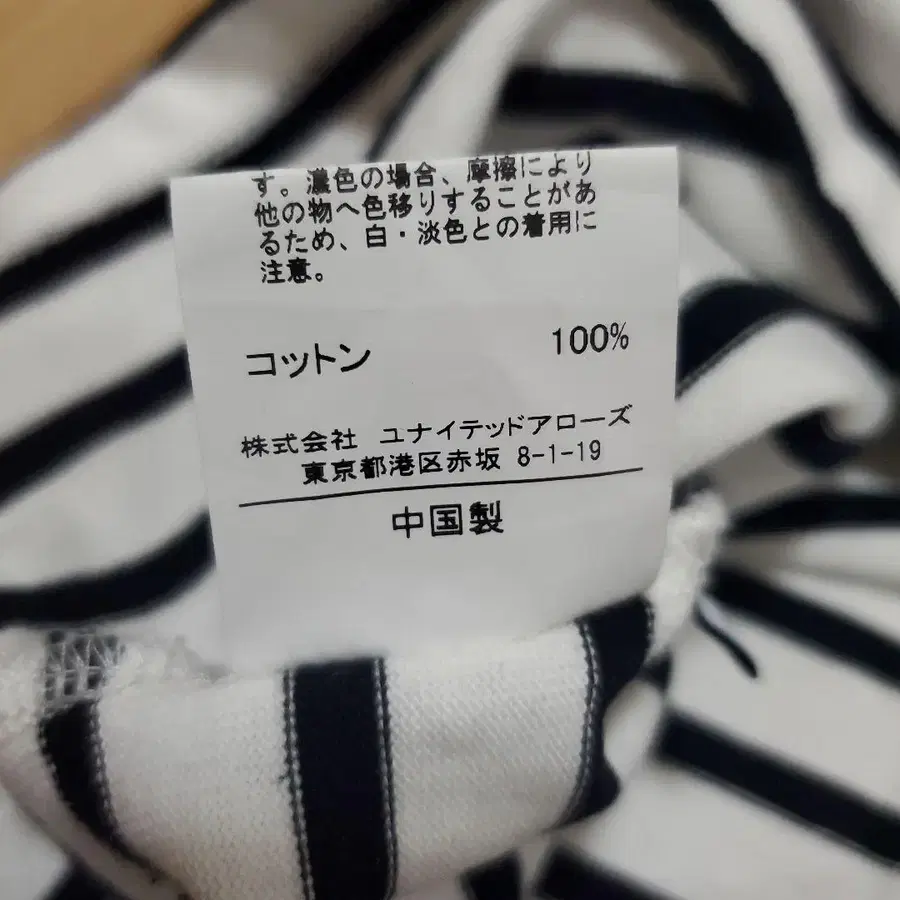 す。濃色の場合、摩擦により
他の物へ色移りすることがあ
るため、白・淡色との着用に
注意。
コットン 100%
株式会社 ユナイテッドアローズ
東京都港区赤坂 8-1-19
中国製